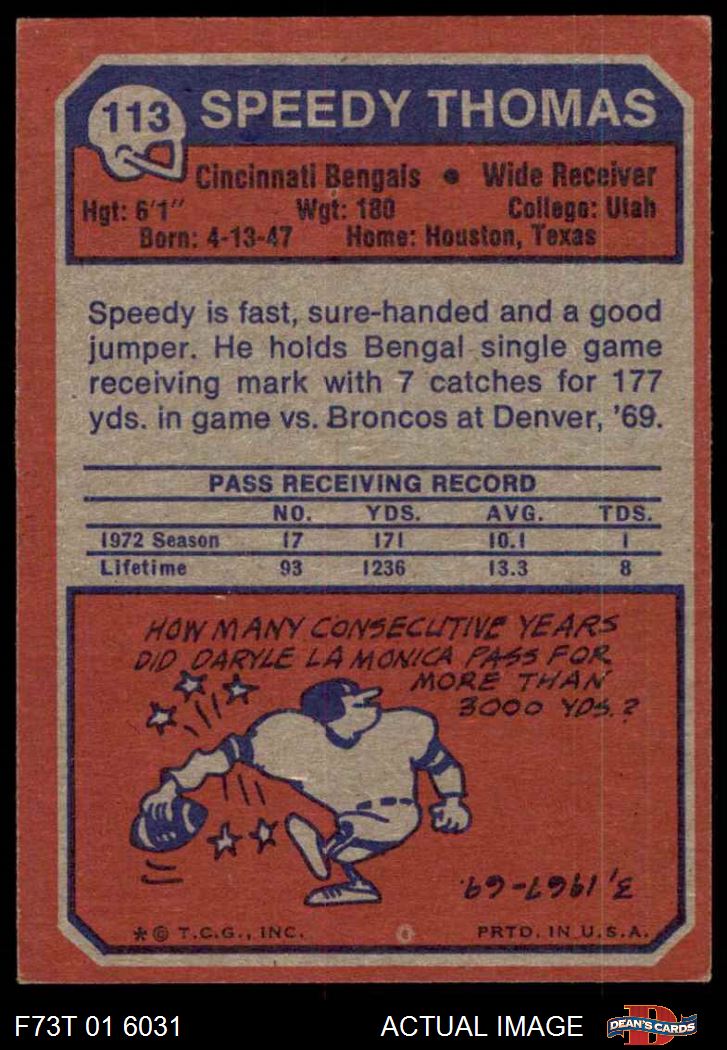 113 SPEEDY THOMAS
Cincinnati Bengals • Wide Receiver
Hgt: 6'1" Wgt: 180 College: Utah
Born: 4-13-47 Home: Houston, Texas
Speedy is fast, sure-handed and a good
jumper. He holds Bengal single game
receiving mark with 7 catches for 177
yds. in game vs. Broncos at Denver, '69.
PASS RECEIVING RECORD
NO. YDS. AVG. TDS.
1972 Season 17 171 10.1 1
Lifetime 93 1236 13.3 8
HOW MANY CONSECUTIVE YEARS
DID DARYLE LA MONICA PASS FOR
MORE THAN
3000 YDS.?
3, 1967-69.
* © T.C.G., INC. PRTD. IN U.S.A.
F73T 01 6031 ACTUAL IMAGE DEAN'S CARDS